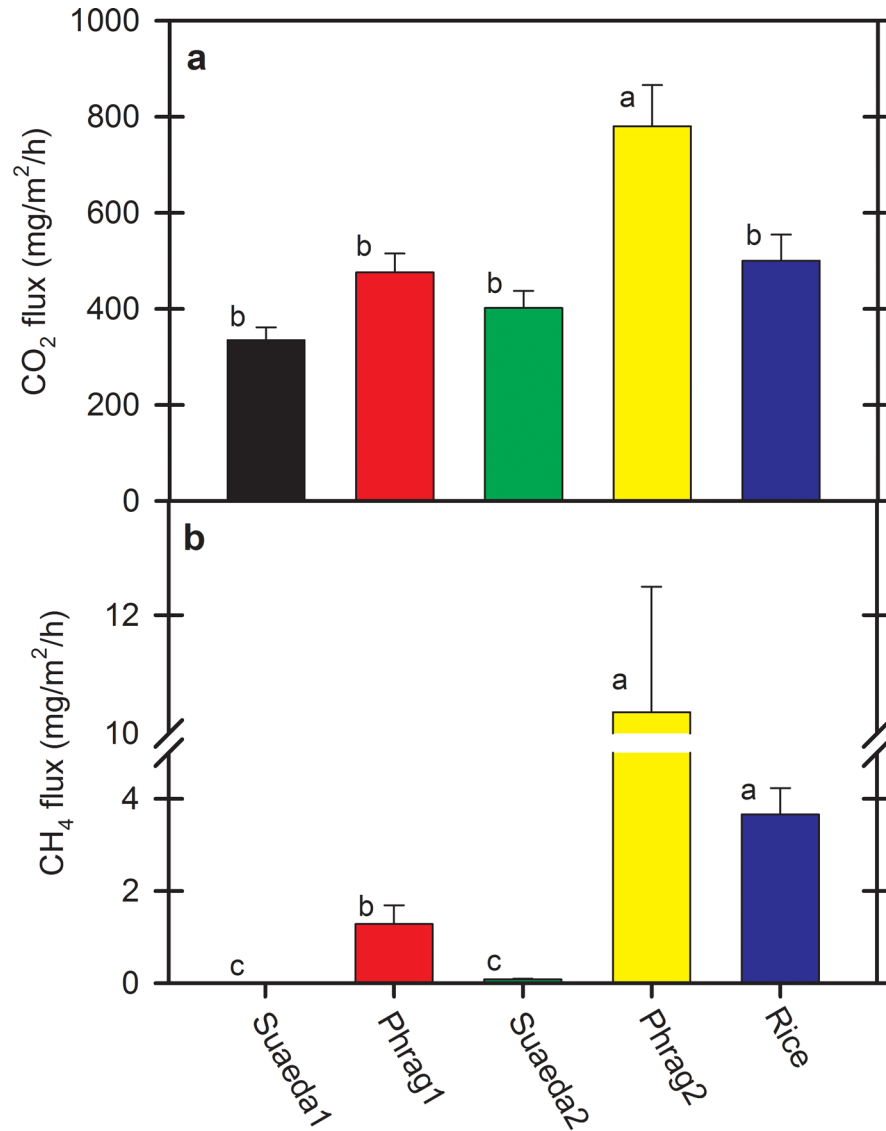 a
CO2 flux (mg/m²/h)
1000
800
600
400
200
0
b
b
b
a
b
b
CH4 flux (mg/m²/h)
12
10
4
2
0
c
b
c
a
a
Suaeda1
Phrag1
Suaeda2
Phrag2
Rice